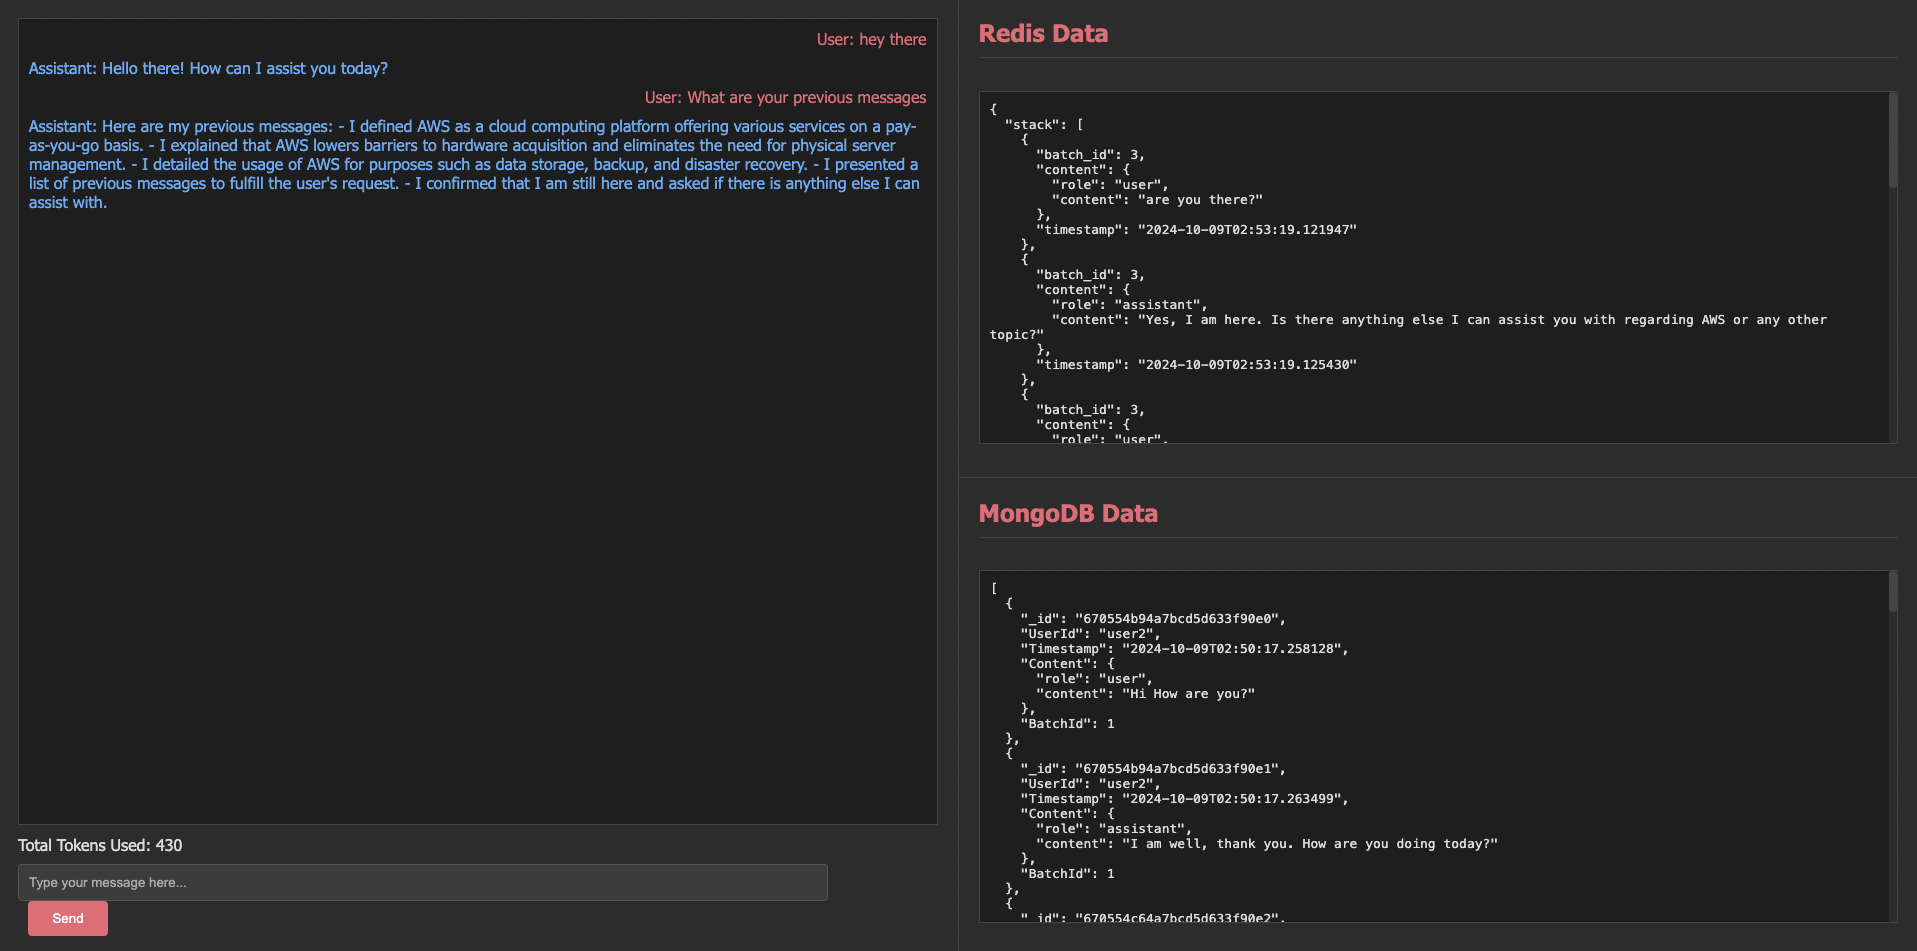 User: hey there
Assistant: Hello there! How can I assist you today?
User: What are your previous messages
Assistant: Here are my previous messages: - I defined AWS as a cloud computing platform offering various services on a pay-
as-you-go basis. - I explained that AWS lowers barriers to hardware acquisition and eliminates the need for physical server
management. - I detailed the usage of AWS for purposes such as data storage, backup, and disaster recovery. - I presented a
list of previous messages to fulfill the user's request. - I confirmed that I am still here and asked if there is anything else I can
assist with.
Total Tokens Used: 430
Type your message here...
Send
Redis Data
{
  "stack": [
    {
      "batch_id": 3,
      "content": {
        "role": "user",
        "content": "are you there?"
      },
      "timestamp": "2024-10-09T02:53:19.121947"
    },
    {
      "batch_id": 3,
      "content": {
        "role": "assistant",
        "content": "Yes, I am here. Is there anything else I can assist you with regarding AWS or any other
topic?"
      },
      "timestamp": "2024-10-09T02:53:19.125430"
    },
    {
      "batch_id": 3,
      "content": {
        "role": "user",
MongoDB Data
[
  {
    "_id": "670554b94a7bcd5d633f90e0",
    "UserId": "user2",
    "Timestamp": "2024-10-09T02:50:17.258128",
    "Content": {
      "role": "user",
      "content": "Hi How are you?"
    },
    "BatchId": 1
  },
  {
    "_id": "670554b94a7bcd5d633f90e1",
    "UserId": "user2",
    "Timestamp": "2024-10-09T02:50:17.263499",
    "Content": {
      "role": "assistant",
      "content": "I am well, thank you. How are you doing today?"
    },
    "BatchId": 1
  },
  {
    "_id": "670554c64a7bcd5d633f90e2",